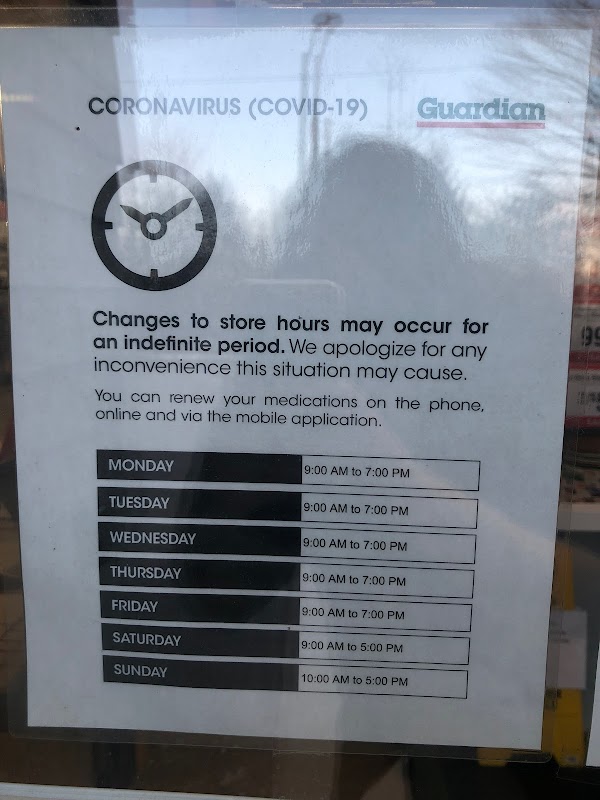 CORONAVIRUS (COVID-19) Guardian
Changes to store hours may occur for
an indefinite period. We apologize for any
inconvenience this situation may cause.
You can renew your medications on the phone,
online and via the mobile application.
MONDAY 9:00 AM to 7:00 PM
TUESDAY 9:00 AM to 7:00 PM
WEDNESDAY 9:00 AM to 7:00 PM
THURSDAY 9:00 AM to 7:00 PM
FRIDAY 9:00 AM to 7:00 PM
SATURDAY 9:00 AM to 5:00 PM
SUNDAY 10:00 AM to 5:00 PM